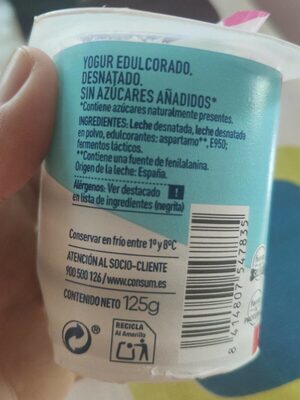 YOGUR EDULCORADO.
DESNATADO.
SIN AZÚCARES AÑADIDOS*
*Contiene azúcares naturalmente presentes.
INGREDIENTES: Leche desnatada, leche desnatada
en polvo, edulcorantes: aspartamo**, E950;
fermentos lácticos.
**Contiene una fuente de fenilalanina.
Origen de la leche: España.
Alérgenos: Ver destacado
en lista de ingredientes (negrita)
!
Conservar en frío entre 1º y 8ºC
ATENCIÓN AL SOCIO-CLIENTE
900 500 126 / www.consum.es
CONTENIDO NETO 125g
RECICLA
Al Amarillo
8 414807 547835